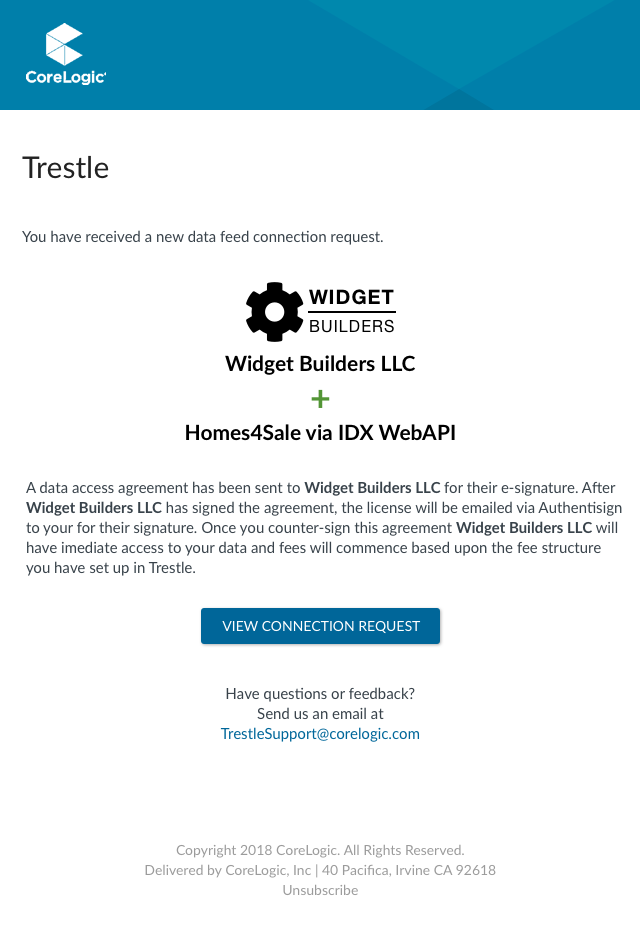 CoreLogic
Trestle
You have received a new data feed connection request.
WIDGET
BUILDERS
Widget Builders LLC
+
Homes4Sale via IDX WebAPI
A data access agreement has been sent to Widget Builders LLC for their e-signature. After
Widget Builders LLC has signed the agreement, the license will be emailed via Authentisign
to your for their signature. Once you counter-sign this agreement Widget Builders LLC will
have imediate access to your data and fees will commence based upon the fee structure
you have set up in Trestle.
VIEW CONNECTION REQUEST
Have questions or feedback?
Send us an email at
TrestleSupport@corelogic.com
Copyright 2018 CoreLogic. All Rights Reserved.
Delivered by CoreLogic, Inc | 40 Pacifica, Irvine CA 92618
Unsubscribe